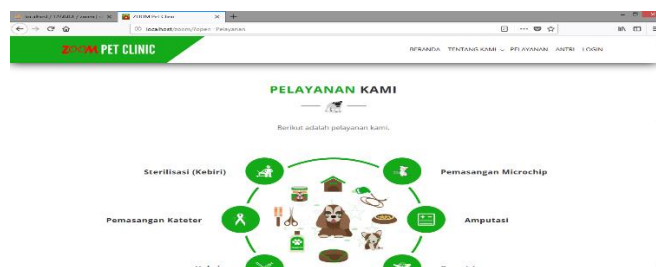 ZOOM Pet Clinic
localhost/zoom/?open=Pelayanan
ZOOM PET CLINIC
BERANDA TENTANG KAMI PELAYANAN ANTRI LOGIN
PELAYANAN KAMI
Berikut adalah pelayanan kami.
Sterilisasi (Kebiri)
Pemasangan Microchip
Pemasangan Kateter
Amputasi